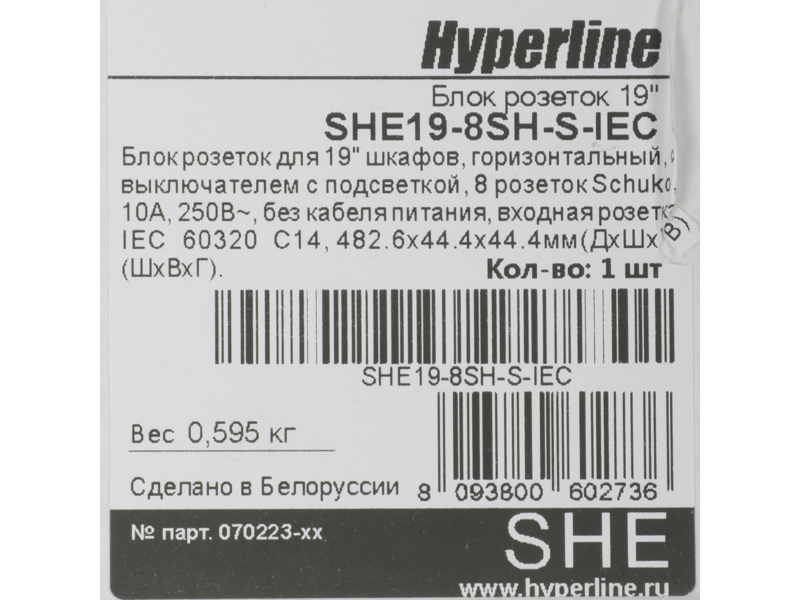 Hyperline
Блок розеток 19"
SHE19-8SH-S-IEC
Блок розеток для 19" шкафов, горизонтальный, с
выключателем с подсветкой, 8 розеток Schuko,
10А, 250В~, без кабеля питания, входная розетк
IEC 60320 C14, 482.6x44.4x44.4мм(ДхШхВ)
(ШхВхГ).
Кол-во: 1 шт
SHE19-8SH-S-IEC
Вес 0,595 кг
Сделано в Белоруссии
8 093800 602736
№ парт. 070223-xx
SHE
www.hyperline.ru